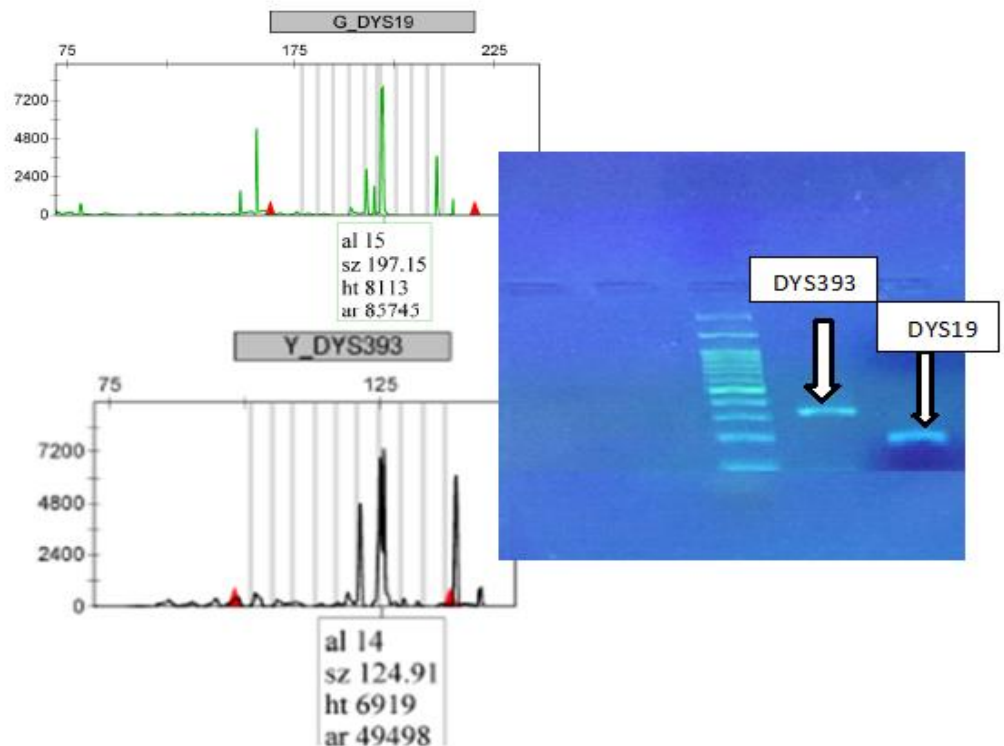 G_DYS19
75 175 225
7200
4800
2400
0
al 15
sz 197.15
ht 8113
ar 85745
Y_DYS393
75 125
7200
4800
2400
0
al 14
sz 124.91
ht 6919
ar 49498
DYS393
DYS19